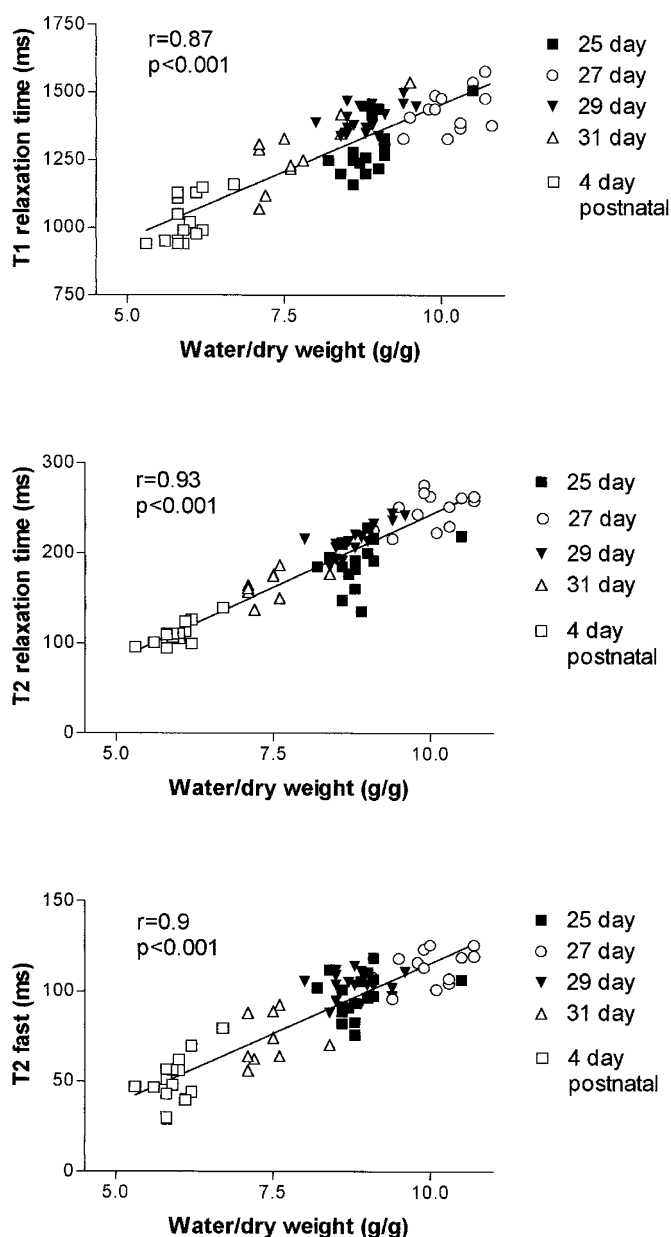 1750
1500
1250
1000
750
T1 relaxation time (ms)
r=0.87
p<0.001
5.0 7.5 10.0
Water/dry weight (g/g)
25 day
27 day
29 day
31 day
4 day
postnatal
300
200
100
0
T2 relaxation time (ms)
r=0.93
p<0.001
5.0 7.5 10.0
Water/dry weight (g/g)
25 day
27 day
29 day
31 day
4 day
postnatal
150
100
50
0
T2 fast (ms)
r=0.9
p<0.001
5.0 7.5 10.0
Water/dry weight (g/g)
25 day
27 day
29 day
31 day
4 day
postnatal